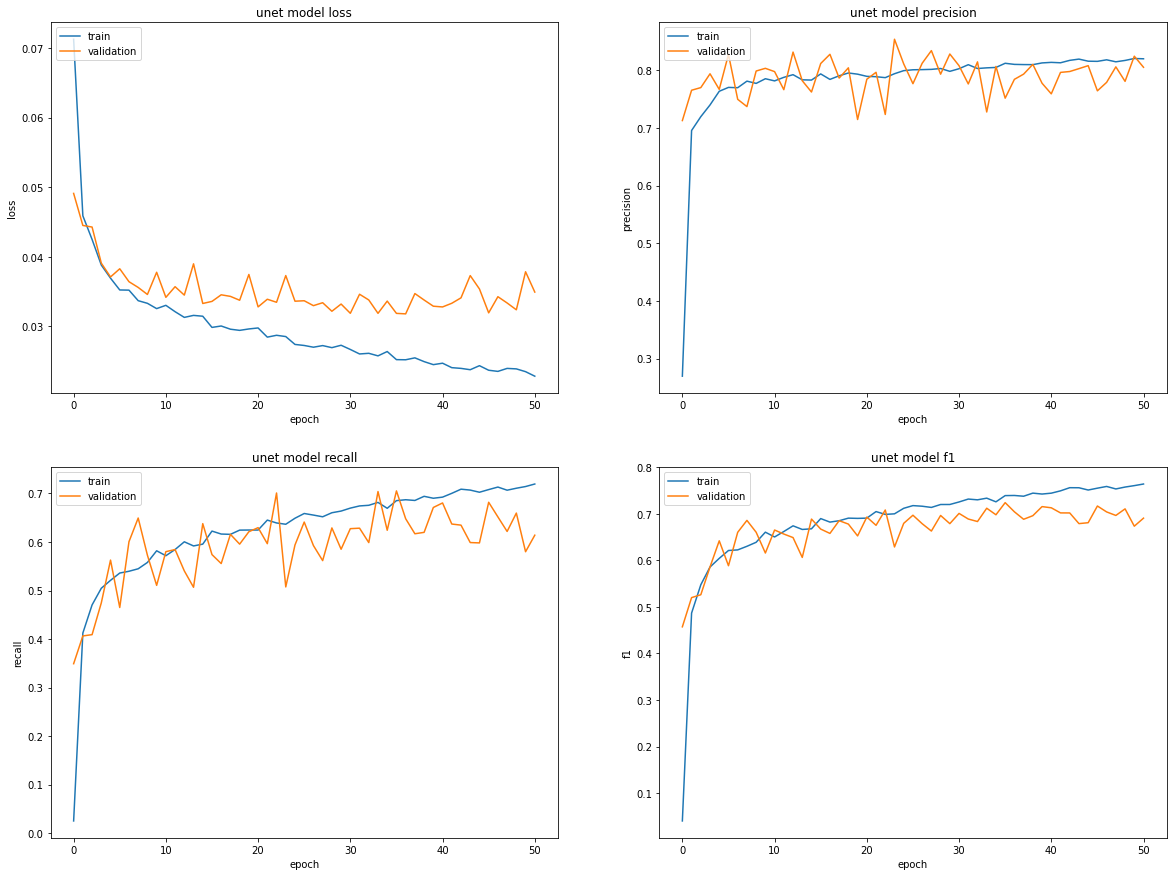 unet model loss
train
validation
0.07
0.06
0.05
0.04
0.03
loss
0 10 20 30 40 50
epoch
unet model precision
train
validation
0.8
0.7
0.6
0.5
0.4
0.3
precision
0 10 20 30 40 50
epoch
unet model recall
train
validation
0.7
0.6
0.5
0.4
0.3
0.2
0.1
0.0
recall
0 10 20 30 40 50
epoch
unet model f1
train
validation
0.8
0.7
0.6
0.5
0.4
0.3
0.2
0.1
f1
0 10 20 30 40 50
epoch